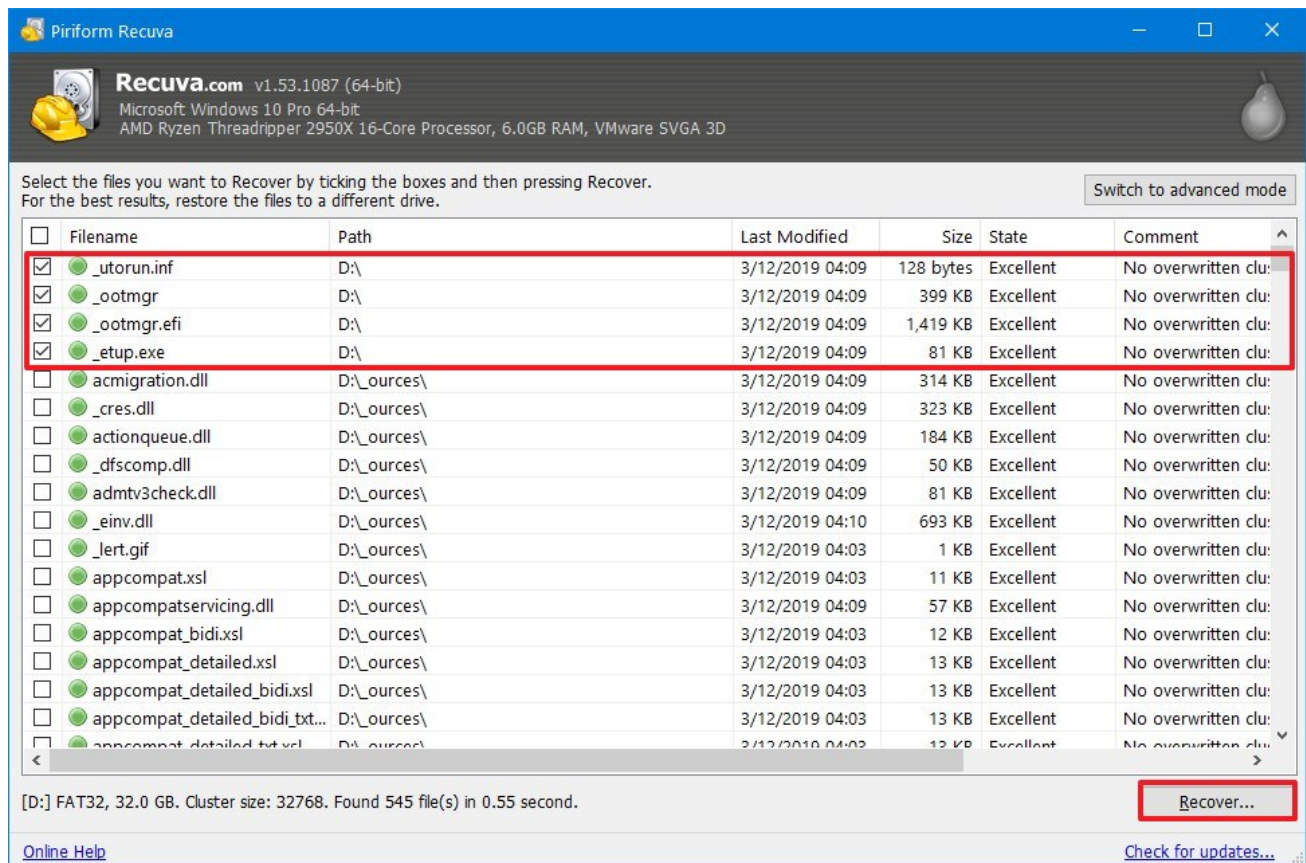 Piriform Recuva
Recuva.com v1.53.1087 (64-bit)
Microsoft Windows 10 Pro 64-bit
AMD Ryzen Threadripper 2950X 16-Core Processor, 6.0GB RAM, VMware SVGA 3D
Select the files you want to Recover by ticking the boxes and then pressing Recover.
For the best results, restore the files to a different drive.
Switch to advanced mode
Filename Path Last Modified Size State Comment
_utorun.inf D:\ 3/12/2019 04:09 128 bytes Excellent No overwritten clu
_ootmgr D:\ 3/12/2019 04:09 399 KB Excellent No overwritten clu
_ootmgr.efi D:\ 3/12/2019 04:09 1,419 KB Excellent No overwritten clu
_etup.exe D:\ 3/12/2019 04:09 81 KB Excellent No overwritten clu
acmigration.dll D:\_ources\ 3/12/2019 04:09 314 KB Excellent No overwritten clu
_cres.dll D:\_ources\ 3/12/2019 04:09 323 KB Excellent No overwritten clu
actionqueue.dll D:\_ources\ 3/12/2019 04:09 184 KB Excellent No overwritten clu
_dfscomp.dll D:\_ources\ 3/12/2019 04:09 50 KB Excellent No overwritten clu
admtv3check.dll D:\_ources\ 3/12/2019 04:09 81 KB Excellent No overwritten clu
_einv.dll D:\_ources\ 3/12/2019 04:10 693 KB Excellent No overwritten clu
_lert.gif D:\_ources\ 3/12/2019 04:03 1 KB Excellent No overwritten clu
appcompat.xsl D:\_ources\ 3/12/2019 04:03 11 KB Excellent No overwritten clu
appcompatservicing.dll D:\_ources\ 3/12/2019 04:09 57 KB Excellent No overwritten clu
appcompat_bidi.xsl D:\_ources\ 3/12/2019 04:03 12 KB Excellent No overwritten clu
appcompat_detailed.xsl D:\_ources\ 3/12/2019 04:03 13 KB Excellent No overwritten clu
appcompat_detailed_bidi.xsl D:\_ources\ 3/12/2019 04:03 13 KB Excellent No overwritten clu
appcompat_detailed_bidi_txt... D:\_ources\ 3/12/2019 04:03 13 KB Excellent No overwritten clu
appcompat_detailed_txt.xsl D:\_ources\ 3/12/2019 04:03 13 KB Excellent No overwritten clu
[D:] FAT32, 32.0 GB. Cluster size: 32768. Found 545 file(s) in 0.55 second.
Recover...
Online Help
Check for updates...